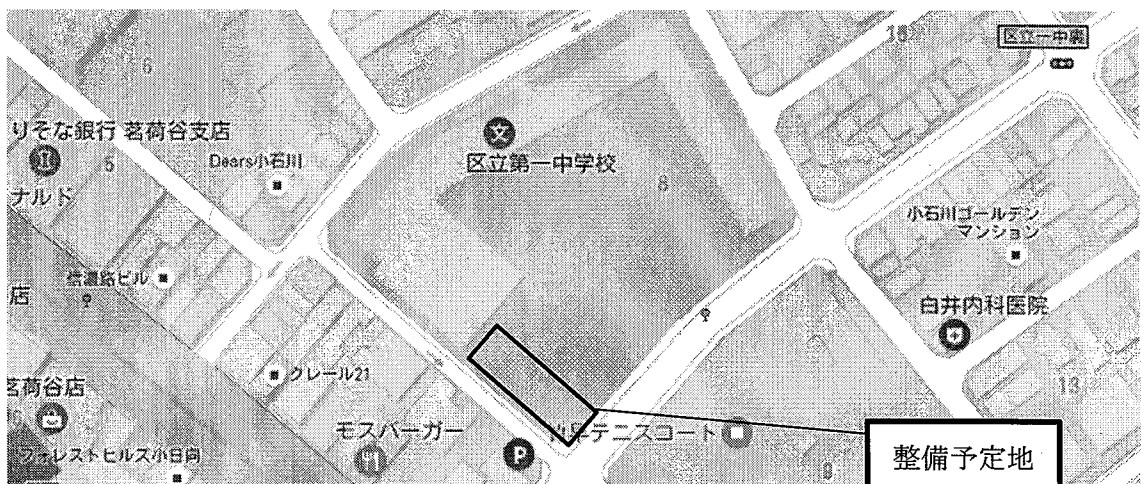 6
16
区立一中裏
りそな銀行 茗荷谷支店
5
Dears小石川
文
区立第一中学校
8
ナルド
小石川ゴールデン
マンション
信濃路ビル
店
白井内科医院
クレール21
茗荷谷店
13
モスバーガー
P
テニスコート
フォレストヒルズ小日向
9
整備予定地